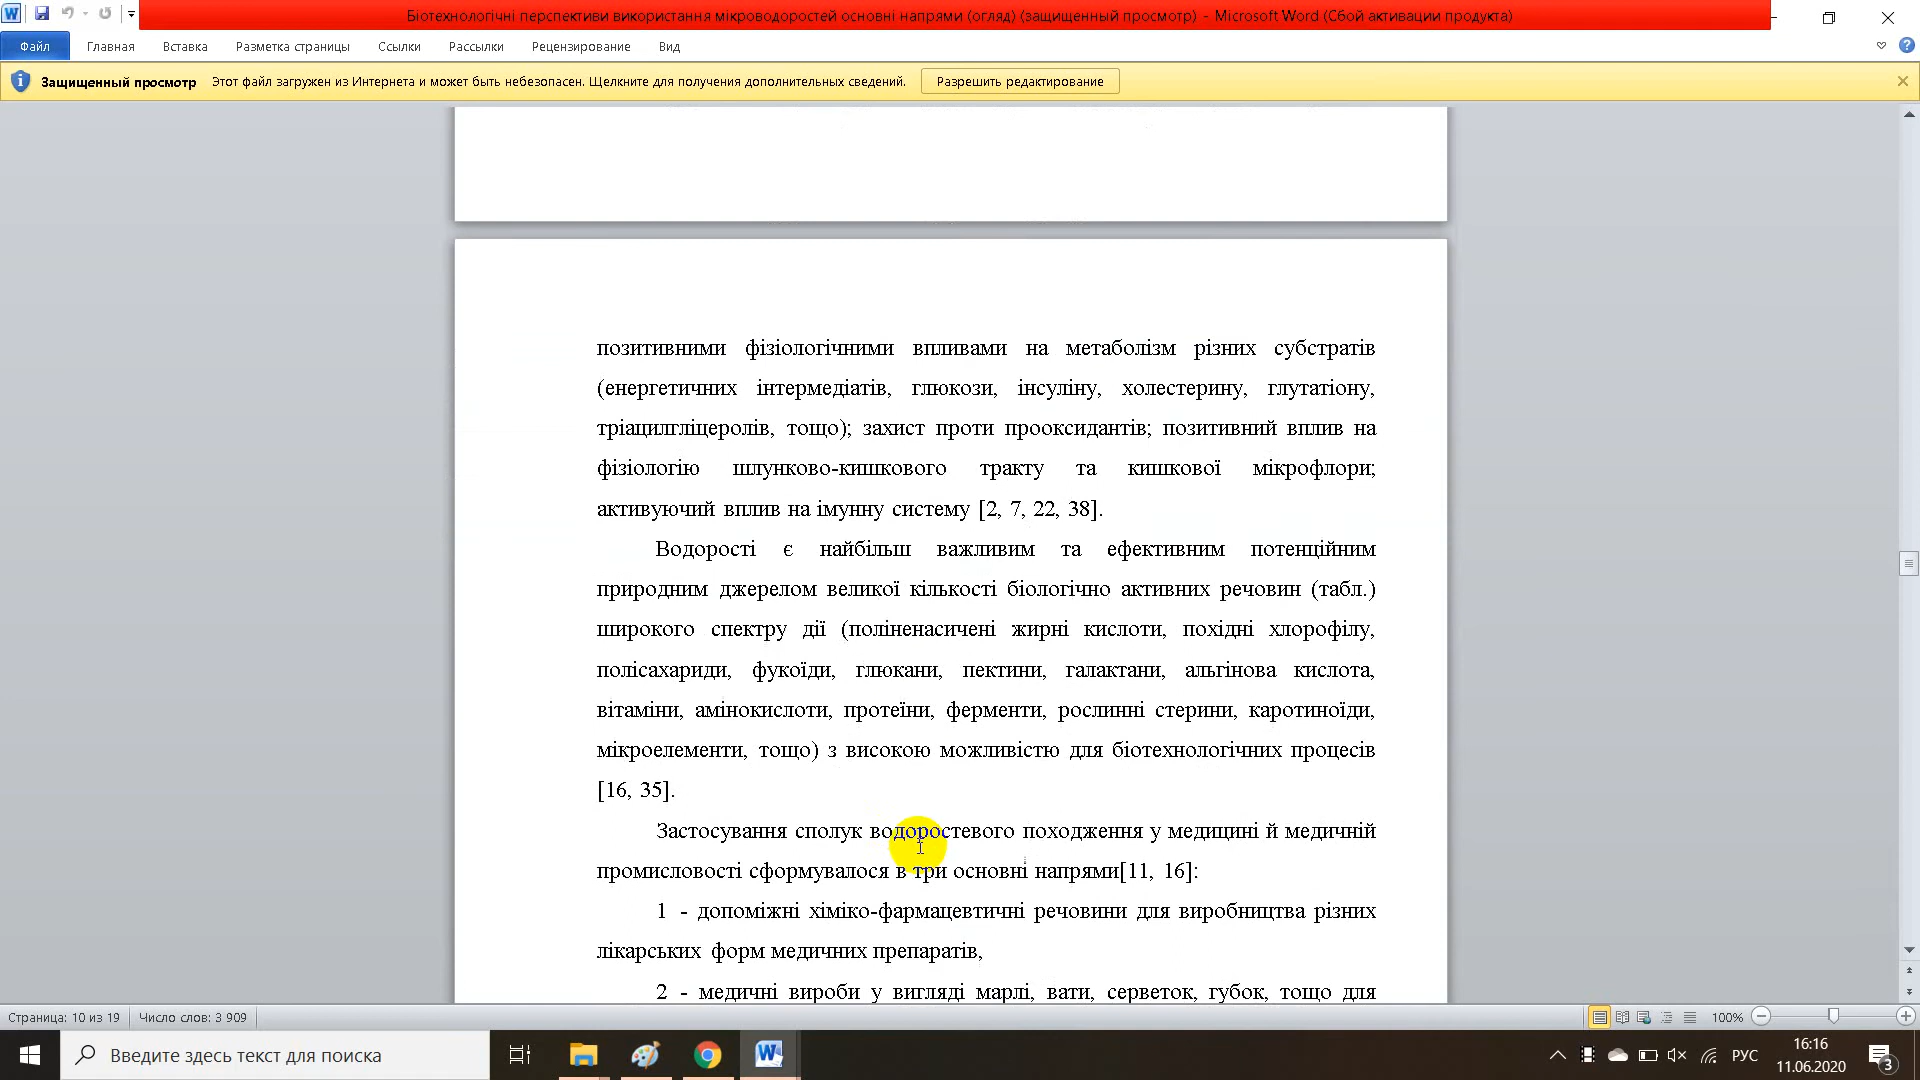 Біотехнологічні перспективи використання мікроводоростей основні напрями (огляд) (защищенный просмотр) - Microsoft Word (Сбой активации продукта)
Файл Главная Вставка Разметка страницы Ссылки Рассылки Рецензирование Вид
Защищенный просмотр Этот файл загружен из Интернета и может быть небезопасен. Щелкните для получения дополнительных сведений. Разрешить редактирование
позитивними фізіологічними впливами на метаболізм різних субстратів
(енергетичних інтермедіатів, глюкози, інсуліну, холестерину, глутатіону,
тріацилгліцеролів, тощо); захист проти прооксидантів; позитивний вплив на
фізіологію шлунково-кишкового тракту та кишкової мікрофлори;
активуючий вплив на імунну систему [2, 7, 22, 38].
Водорості є найбільш важливим та ефективним потенційним
природним джерелом великої кількості біологічно активних речовин (табл.)
широкого спектру дії (поліненасичені жирні кислоти, похідні хлорофілу,
полісахариди, фукоїди, глюкани, пектини, галактани, альгінова кислота,
вітаміни, амінокислоти, протеїни, ферменти, рослинні стерини, каротиноїди,
мікроелементи, тощо) з високою можливістю для біотехнологічних процесів
[16, 35].
Застосування сполук водоростевого походження у медицині й медичній
промисловості сформувалося в три основні напрями[11, 16]:
1 - допоміжні хіміко-фармацевтичні речовини для виробництва різних
лікарських форм медичних препаратів,
2 - медичні вироби у вигляді марлі, вати, серветок, губок, тощо для
Страница: 10 из 19 Число слов: 3 909 100%
Введите здесь текст для поиска РУС 16:16
11.06.2020 3